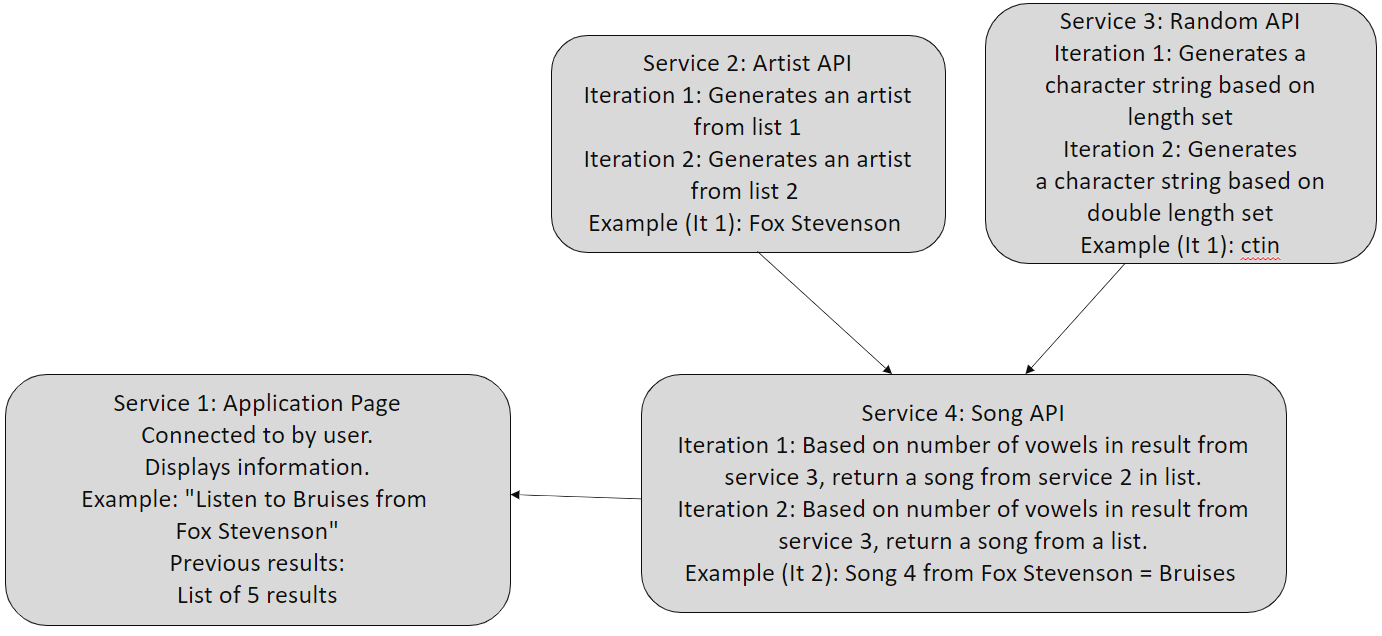 Service 2: Artist API
Iteration 1: Generates an artist
from list 1
Iteration 2: Generates an artist
from list 2
Example (It 1): Fox Stevenson
Service 3: Random API
Iteration 1: Generates a
character string based on
length set
Iteration 2: Generates
a character string based on
double length set
Example (It 1): ctin
Service 1: Application Page
Connected to by user.
Displays information.
Example: "Listen to Bruises from
Fox Stevenson"
Previous results:
List of 5 results
Service 4: Song API
Iteration 1: Based on number of vowels in result from
service 3, return a song from service 2 in list.
Iteration 2: Based on number of vowels in result from
service 3, return a song from a list.
Example (It 2): Song 4 from Fox Stevenson = Bruises